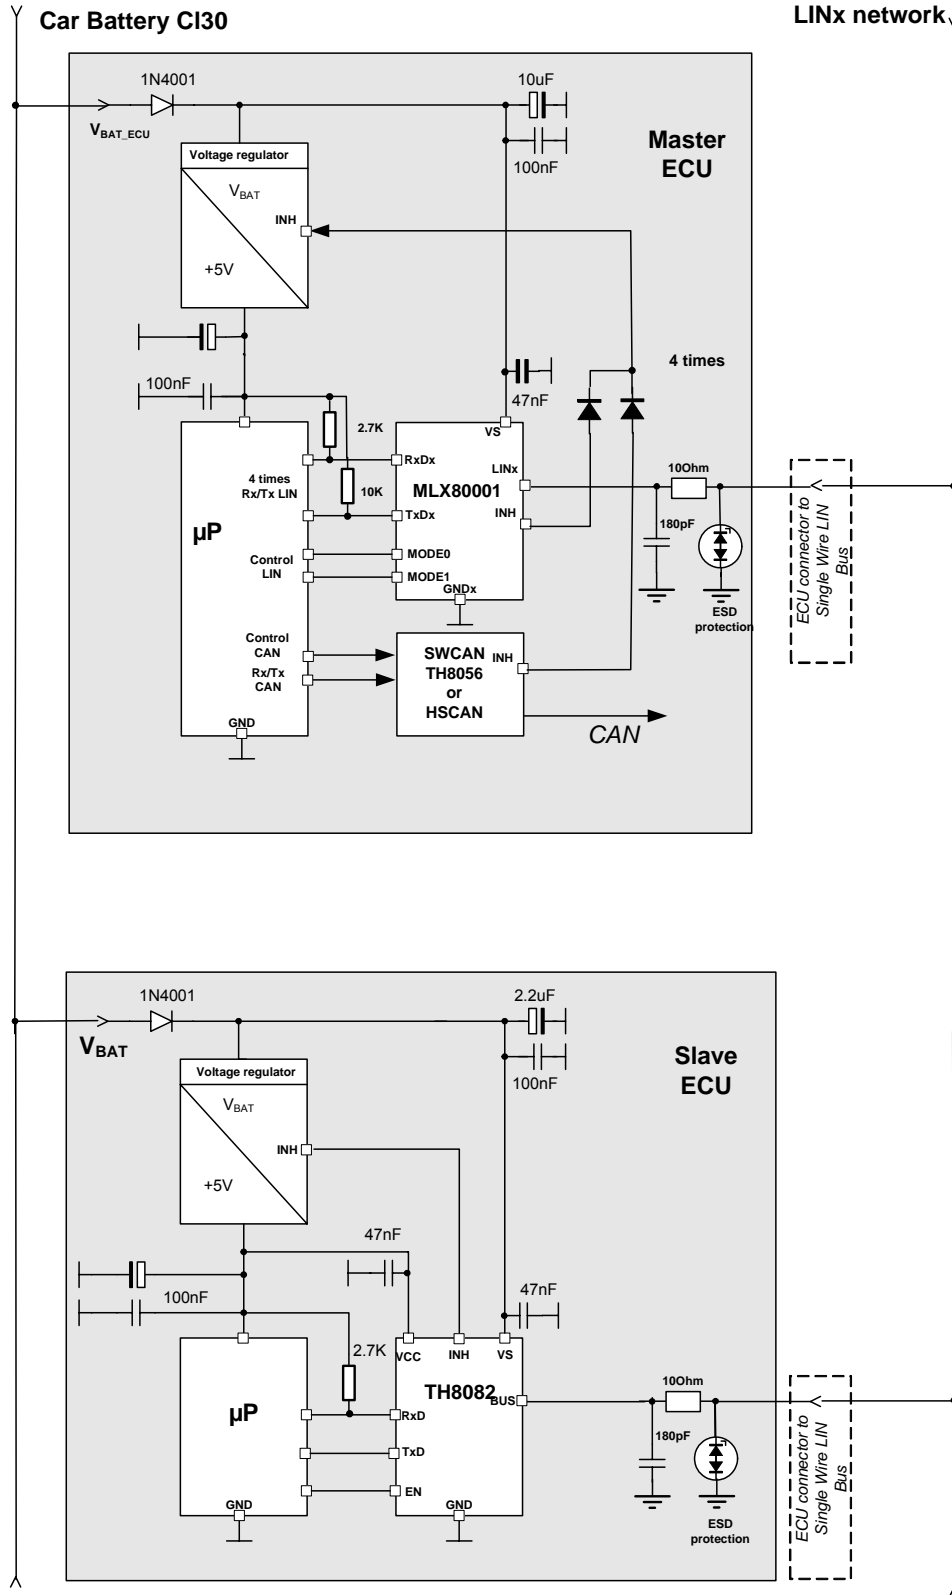 Car Battery Cl30
LINx network
1N4001
10uF
V_BAT_ECU
Master
ECU
100nF
Voltage regulator
V_BAT
INH
+5V
4 times
100nF
47nF
2.7K
VS
4 times
Rx/Tx LIN
RxDx
LINx
10Ohm
MLX80001
10K
TxDx
INH
180pF
µP
Control
LIN
MODE0
MODE1
GNDx
ESD
protection
ECU connector to
Single Wire LIN
Bus
Control
CAN
Rx/Tx
CAN
SWCAN
TH8056
or
HSCAN
INH
GND
CAN
1N4001
2.2uF
V_BAT
Slave
ECU
100nF
Voltage regulator
V_BAT
INH
+5V
47nF
100nF
47nF
2.7K
VCC
INH
VS
TH8082
BUS
10Ohm
µP
RxD
180pF
TxD
EN
GND
GND
ESD
protection
ECU connector to
Single Wire LIN
Bus